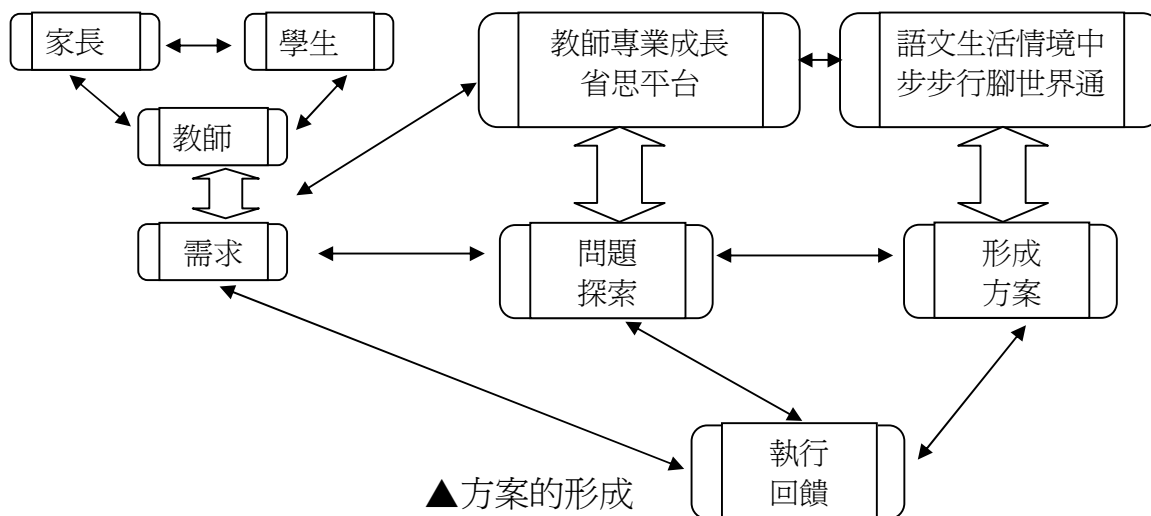 家長
學生
教師專業成長
省思平台
語文生活情境中
步步行腳世界通
教師
需求
問題
探索
形成
方案
執行
回饋
▲方案的形成